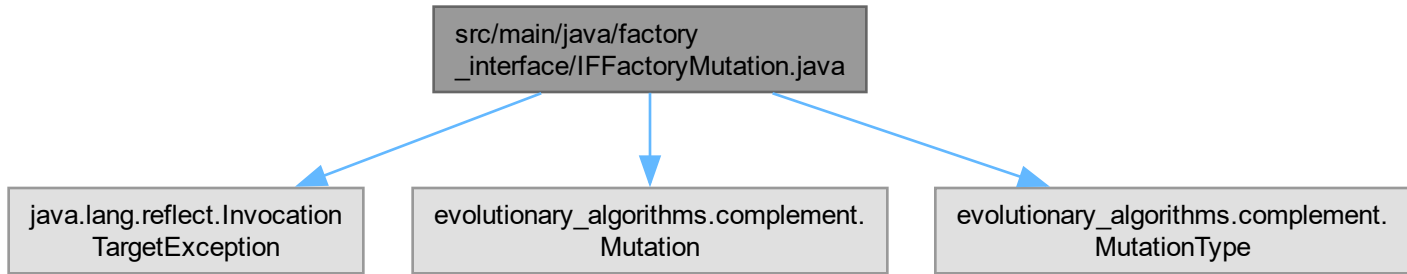 src/main/java/factory
_interface/IFFactoryMutation.java
java.lang.reflect.Invocation
TargetException
evolutionary_algorithms.complement.
Mutation
evolutionary_algorithms.complement.
MutationType